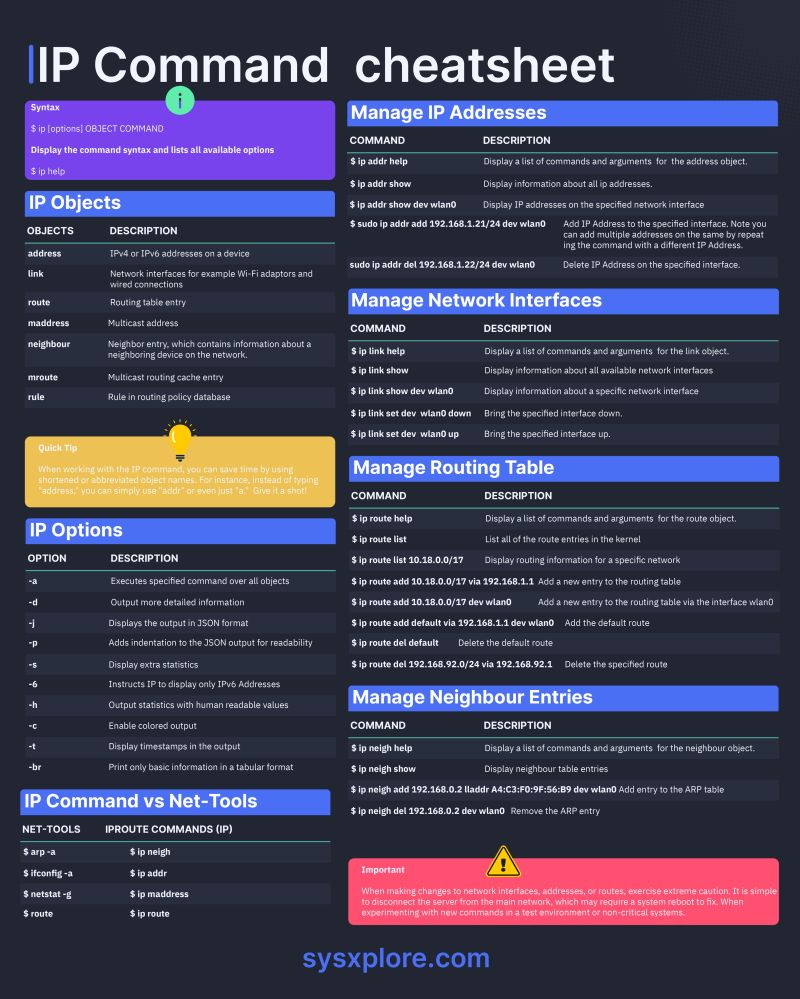 IP Command cheatsheet
Syntax
$ ip [options] OBJECT COMMAND
Display the command syntax and lists all available options
$ ip help
IP Objects
OBJECTS DESCRIPTION
address IPv4 or IPv6 addresses on a device
link Network interfaces for example Wi-Fi adaptors and
wired connections
route Routing table entry
maddress Multicast address
neighbour Neighbor entry, which contains information about a
neighboring device on the network.
mroute Multicast routing cache entry
rule Rule in routing policy database
Quick Tip
When working with the IP command, you can save time by using
shortened or abbreviated object names. For instance, instead of typing
"address," you can simply use "addr" or even just "a." Give it a shot!
IP Options
OPTION DESCRIPTION
-a Executes specified command over all objects
-d Output more detailed information
-j Displays the output in JSON format
-p Adds indentation to the JSON output for readability
-s Display extra statistics
-6 Instructs IP to display only IPv6 Addresses
-h Output statistics with human readable values
-c Enable colored output
-t Display timestamps in the output
-br Print only basic information in a tabular format
IP Command vs Net-Tools
NET-TOOLS IPROUTE COMMANDS (IP)
$ arp -a $ ip neigh
$ ifconfig -a $ ip addr
$ netstat -g $ ip maddress
$ route $ ip route
Manage IP Addresses
COMMAND DESCRIPTION
$ ip addr help Display a list of commands and arguments for the address object.
$ ip addr show Display information about all ip addresses.
$ ip addr show dev wlan0 Display IP addresses on the specified network interface
$ sudo ip addr add 192.168.1.21/24 dev wlan0 Add IP Address to the specified interface. Note you
can add multiple addresses on the same by repeat
ing the command with a different IP Address.
sudo ip addr del 192.168.1.22/24 dev wlan0 Delete IP Address on the specified interface.
Manage Network Interfaces
COMMAND DESCRIPTION
$ ip link help Display a list of commands and arguments for the link object.
$ ip link show Display information about all available network interfaces
$ ip link show dev wlan0 Display information about a specific network interface
$ ip link set dev wlan0 down Bring the specified interface down.
$ ip link set dev wlan0 up Bring the specified interface up.
Manage Routing Table
COMMAND DESCRIPTION
$ ip route help Display a list of commands and arguments for the route object.
$ ip route list List all of the route entries in the kernel
$ ip route list 10.18.0.0/17 Display routing information for a specific network
$ ip route add 10.18.0.0/17 via 192.168.1.1 Add a new entry to the routing table
$ ip route add 10.18.0.0/17 dev wlan0 Add a new entry to the routing table via the interface wlan0
$ ip route add default via 192.168.1.1 dev wlan0 Add the default route
$ ip route del default Delete the default route
$ ip route del 192.168.92.0/24 via 192.168.92.1 Delete the specified route
Manage Neighbour Entries
COMMAND DESCRIPTION
$ ip neigh help Display a list of commands and arguments for the neighbour object.
$ ip neigh show Display neighbour table entries
$ ip neigh add 192.168.0.2 lladdr A4:C3:F0:9F:56:B9 dev wlan0 Add entry to the ARP table
$ ip neigh del 192.168.0.2 dev wlan0 Remove the ARP entry
Important
When making changes to network interfaces, addresses, or routes, exercise extreme caution. It is simple
to disconnect the server from the main network, which may require a system reboot to fix. When
experimenting with new commands in a test environment or non-critical systems.
sysxplore.com